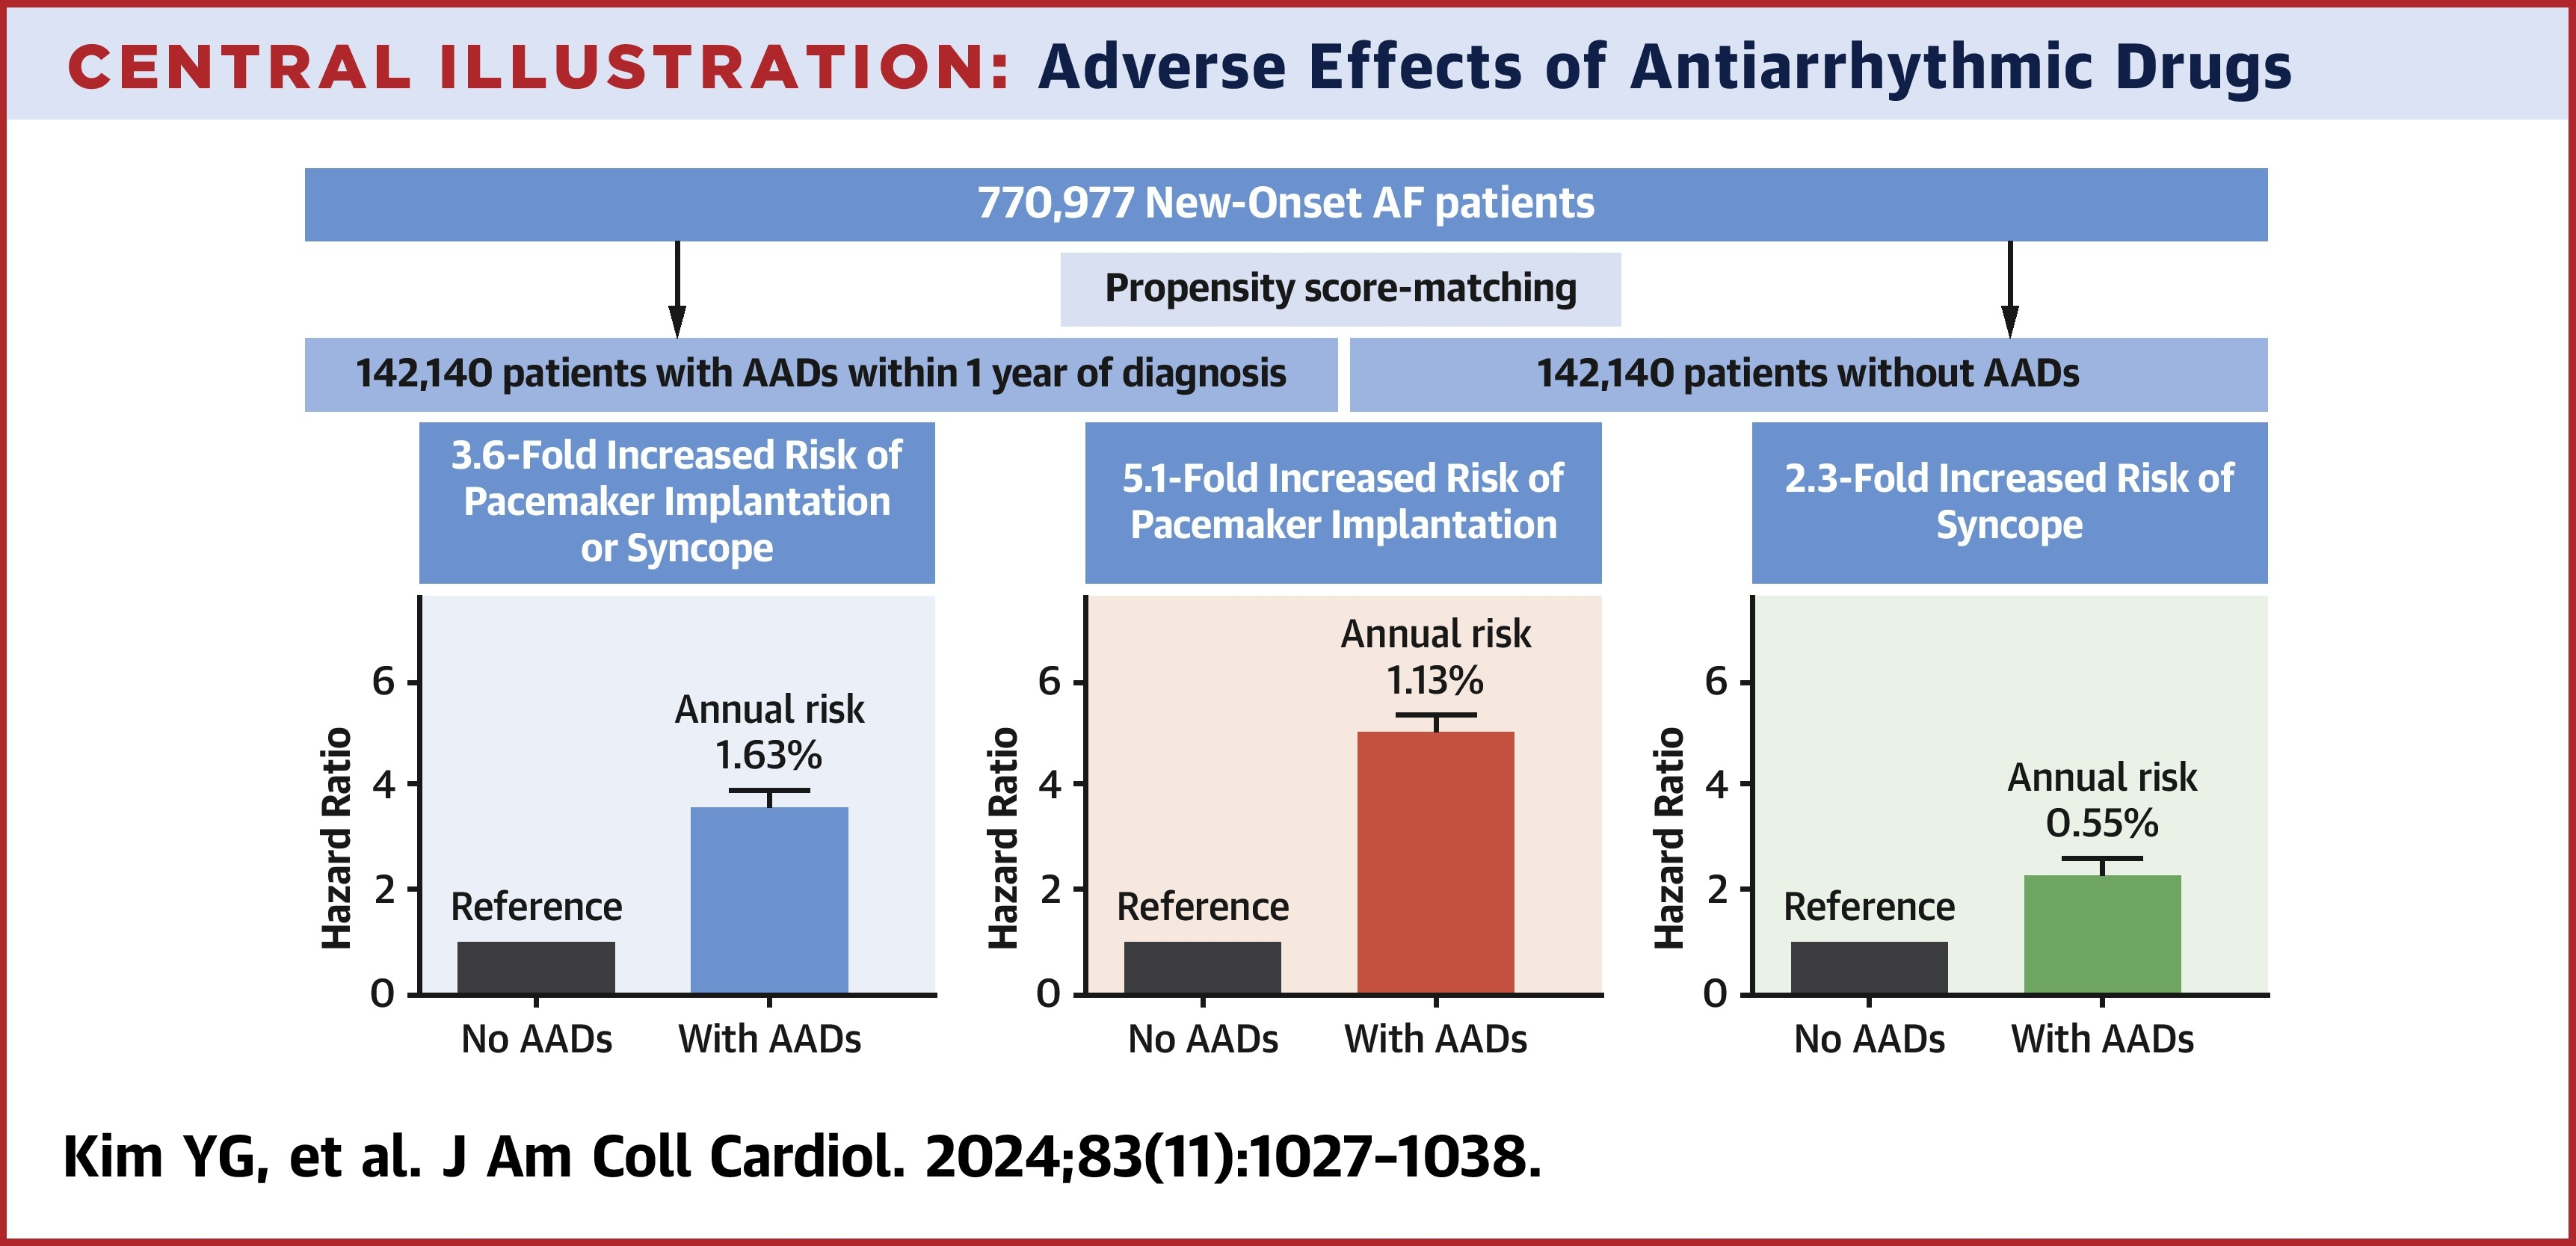 CENTRAL ILLUSTRATION: Adverse Effects of Antiarrhythmic Drugs
770,977 New-Onset AF patients
Propensity score-matching
142,140 patients with AADs within 1 year of diagnosis
142,140 patients without AADs
3.6-Fold Increased Risk of
Pacemaker Implantation
or Syncope
Hazard Ratio
6
4
2
0
Reference
Annual risk
1.63%
No AADs
With AADs
5.1-Fold Increased Risk of
Pacemaker Implantation
Hazard Ratio
6
4
2
0
Reference
Annual risk
1.13%
No AADs
With AADs
2.3-Fold Increased Risk of
Syncope
Hazard Ratio
6
4
2
0
Reference
Annual risk
0.55%
No AADs
With AADs
Kim YG, et al. J Am Coll Cardiol. 2024;83(11):1027–1038.